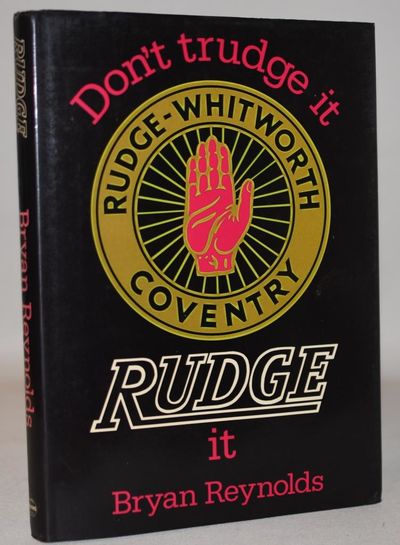 Don't trudge it
RUDGE-WHITWORTH
COVENTRY
RUDGE
it
Bryan Reynolds
RUDGE
Bryan Reynolds